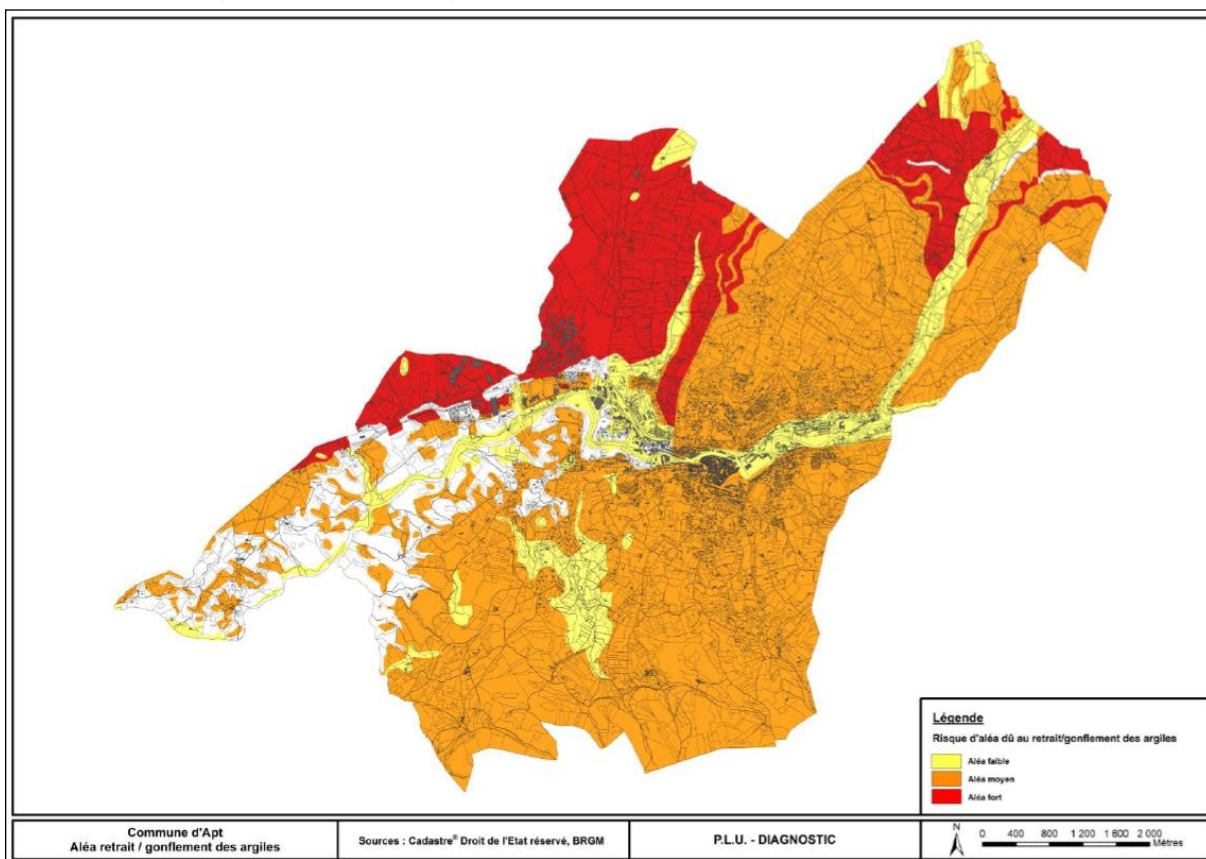 Légende
Risque d'aléa dû au retrait/gonflement des argiles
Aléa faible
Aléa moyen
Aléa fort
Commune d'Apt
Aléa retrait / gonflement des argiles
Sources : Cadastre® Droit de l'Etat réservé, BRGM
P.L.U. - DIAGNOSTIC
N
0 400 800 1 200 1 600 2 000
Mètres